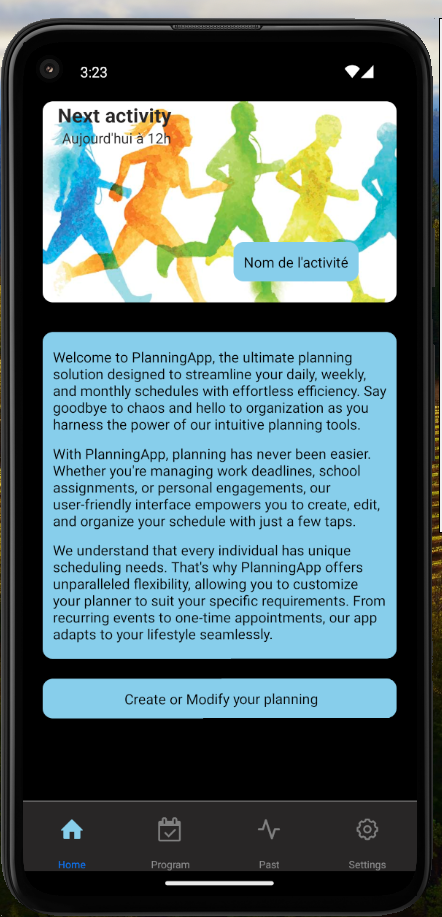 3:23
Next activity
Aujourd'hui à 12h
Nom de l'activité
Welcome to PlanningApp, the ultimate planning
solution designed to streamline your daily, weekly,
and monthly schedules with effortless efficiency. Say
goodbye to chaos and hello to organization as you
harness the power of our intuitive planning tools.
With PlanningApp, planning has never been easier.
Whether you're managing work deadlines, school
assignments, or personal engagements, our
user-friendly interface empowers you to create, edit,
and organize your schedule with just a few taps.
We understand that every individual has unique
scheduling needs. That's why PlanningApp offers
unparalleled flexibility, allowing you to customize
your planner to suit your specific requirements. From
recurring events to one-time appointments, our app
adapts to your lifestyle seamlessly.
Create or Modify your planning
Home
Program
Past
Settings